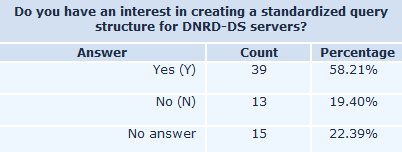 Do you have an interest in creating a standardized query
structure for DNRD-DS servers?
Answer Count Percentage
Yes (Y) 39 58.21%
No (N) 13 19.40%
No answer 15 22.39%